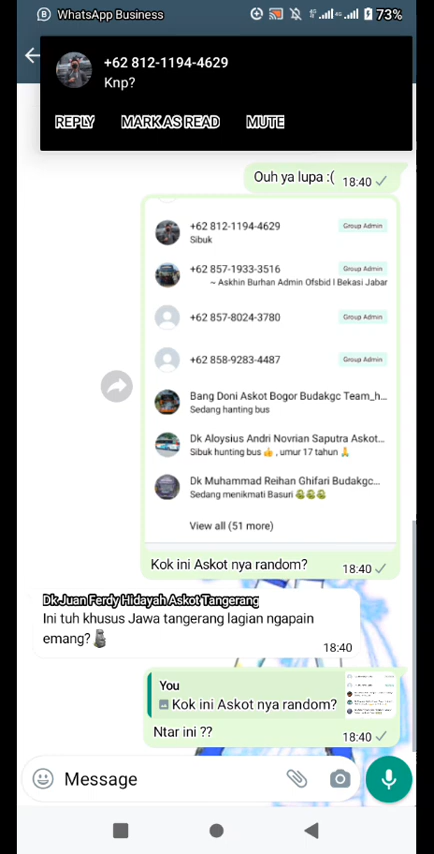 WhatsApp Business
73%
+62 812-1194-4629
Knp?
REPLY MARK AS READ MUTE
Ouh ya lupa :( 18:40
+62 812-1194-4629 Group Admin
Sibuk
+62 857-1933-3516 Group Admin
~ Askhin Burhan Admin Ofsbid | Bekasi Jabar
+62 857-8024-3780 Group Admin
+62 858-9283-4487 Group Admin
Bang Doni Askot Bogor Budakgc Team_h...
Sedang hanting bus
Dk Aloysius Andri Novrian Saputra Askot...
Sibuk hunting bus 👍 , umur 17 tahun 🙏
Dk Muhammad Reihan Ghifari Budakgc...
Sedang menikmati Basuri 🐲🐲🐲
View all (51 more)
Kok ini Askot nya random? 18:40
Dk Juan Ferdy Hidayah Askot Tangerang
Ini tuh khusus Jawa tangerang lagian ngapain
emang?🗿
18:40
You
Kok ini Askot nya random?
Ntar ini ?? 18:40
Message